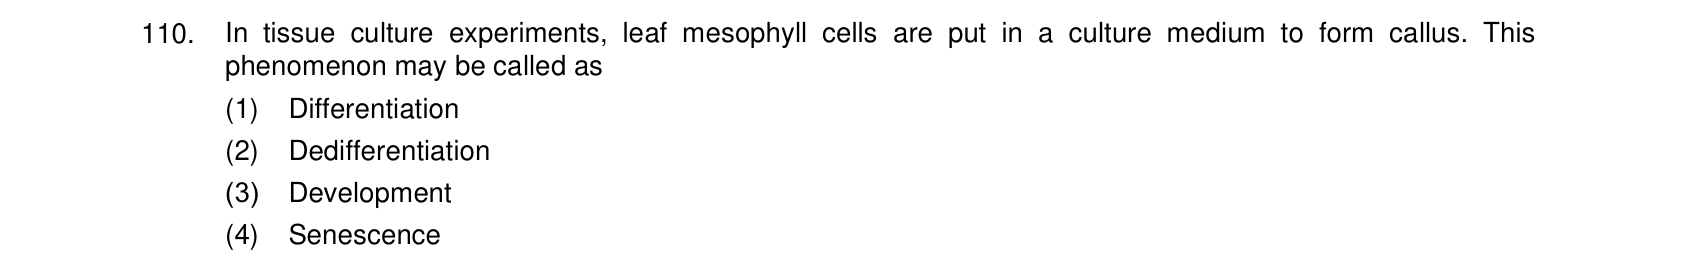 110. In tissue culture experiments, leaf mesophyll cells are put in a culture medium to form callus. This
phenomenon may be called as
(1) Differentiation
(2) Dedifferentiation
(3) Development
(4) Senescence